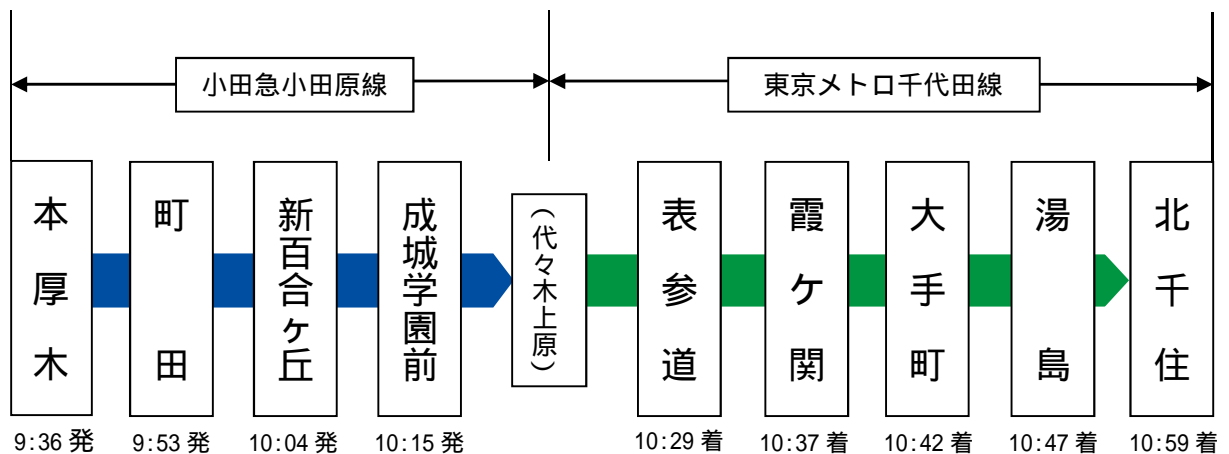 小田急小田原線
東京メトロ千代田線
本厚木
町田
新百合ヶ丘
成城学園前
(代々木上原)
表参道
霞ケ関
大手町
湯島
北千住
9:36 発
9:53 発
10:04 発
10:15 発
10:29 着
10:37 着
10:42 着
10:47 着
10:59 着